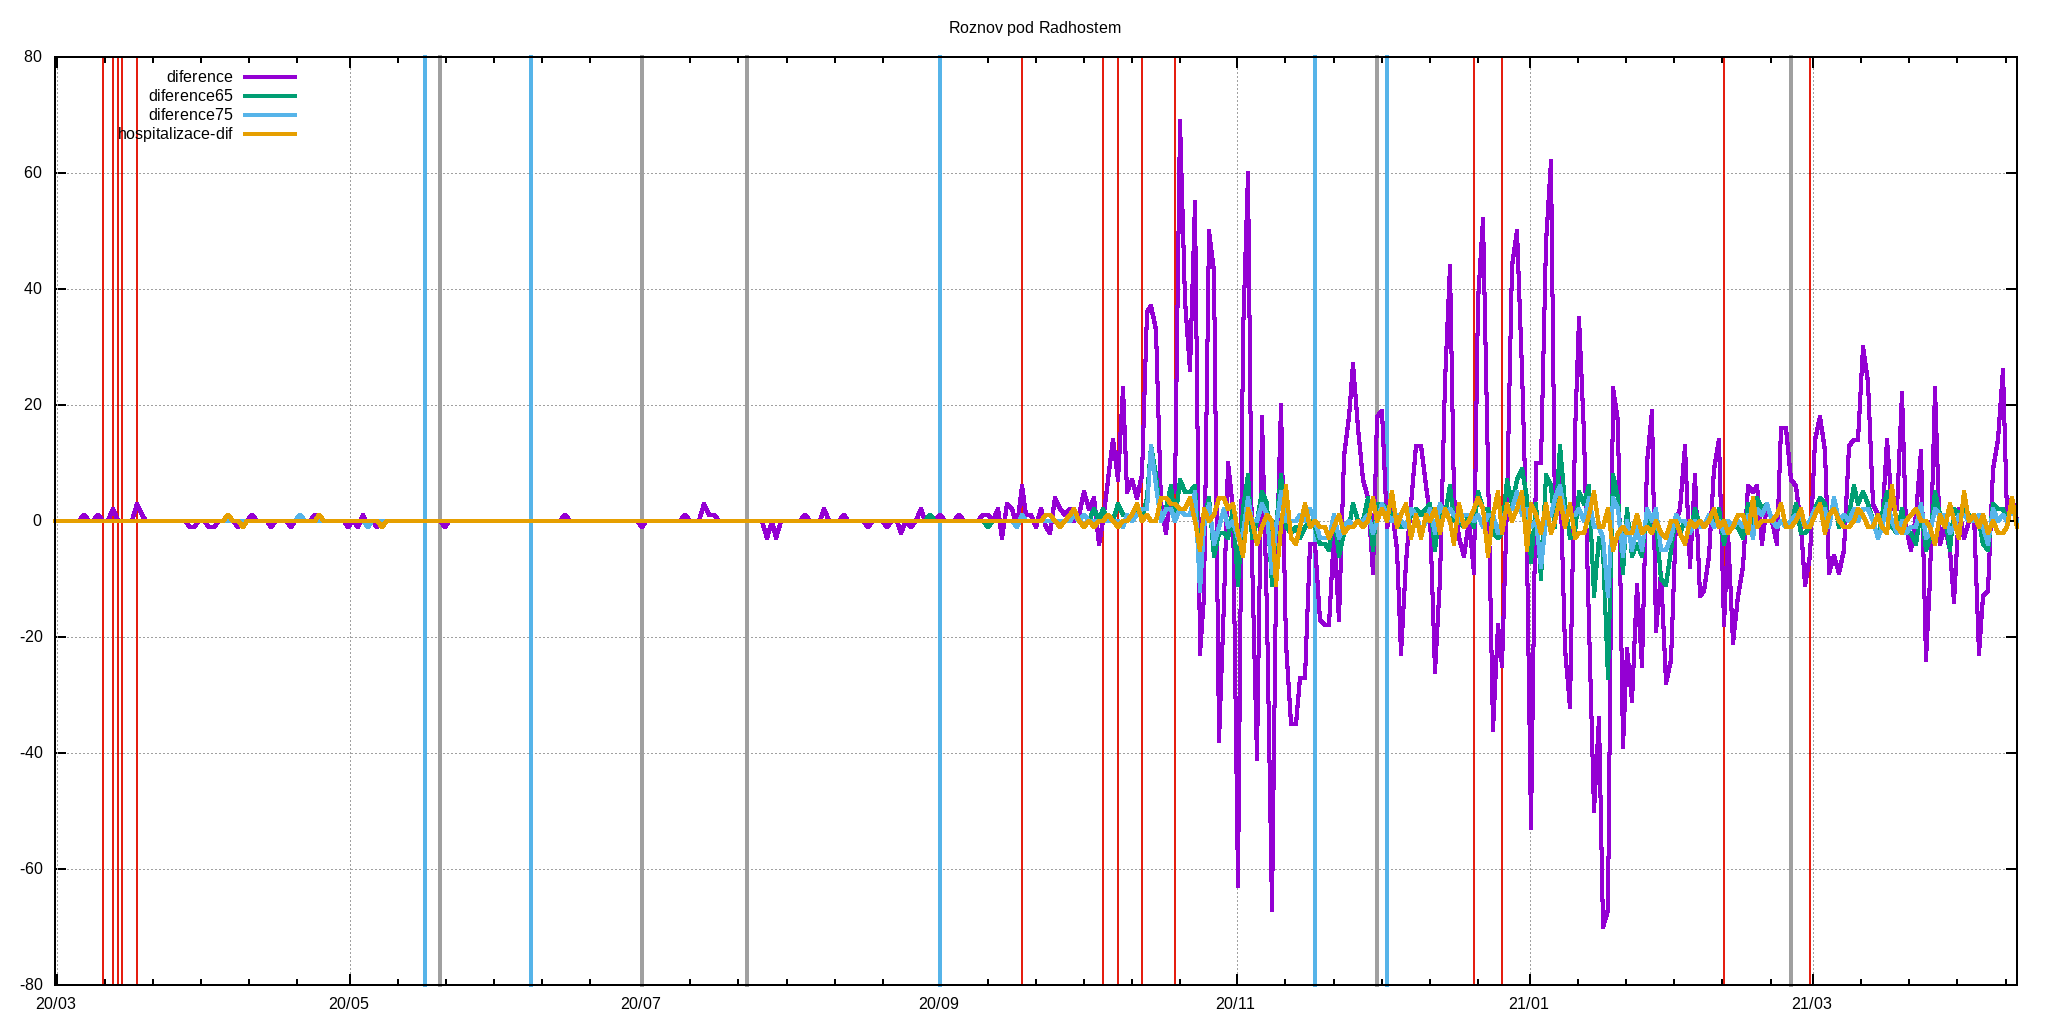 Roznov pod Radhostem
80
60
40
20
0
-20
-40
-60
-80
diference
diference65
diference75
hospitalizace-dif
20/03 20/05 20/07 20/09 20/11 21/01 21/03